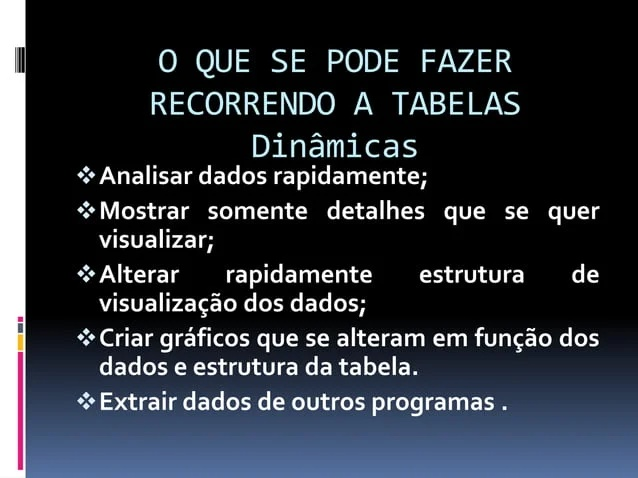 O QUE SE PODE FAZER
RECORRENDO A TABELAS
Dinâmicas
❖Analisar dados rapidamente;
❖Mostrar somente detalhes que se quer
visualizar;
❖Alterar rapidamente estrutura de
visualização dos dados;
❖Criar gráficos que se alteram em função dos
dados e estrutura da tabela.
❖Extrair dados de outros programas .